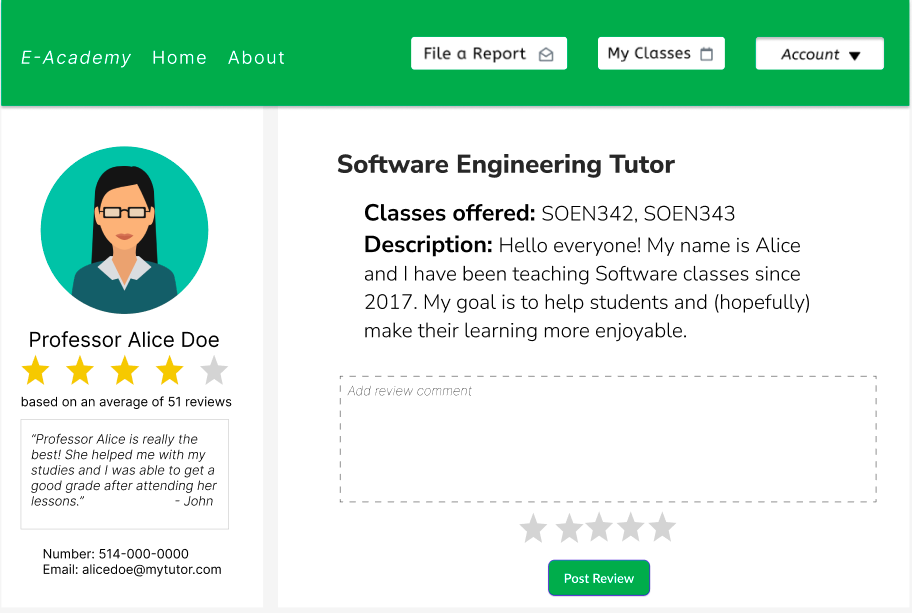 E-Academy Home About File a Report My Classes Account ▼
Professor Alice Doe
based on an average of 51 reviews
“Professor Alice is really the
best! She helped me with my
studies and I was able to get a
good grade after attending her
lessons.” - John
Number: 514-000-0000
Email: alicedoe@mytutor.com
Software Engineering Tutor
Classes offered: SOEN342, SOEN343
Description: Hello everyone! My name is Alice
and I have been teaching Software classes since
2017. My goal is to help students and (hopefully)
make their learning more enjoyable.
Add review comment
Post Review